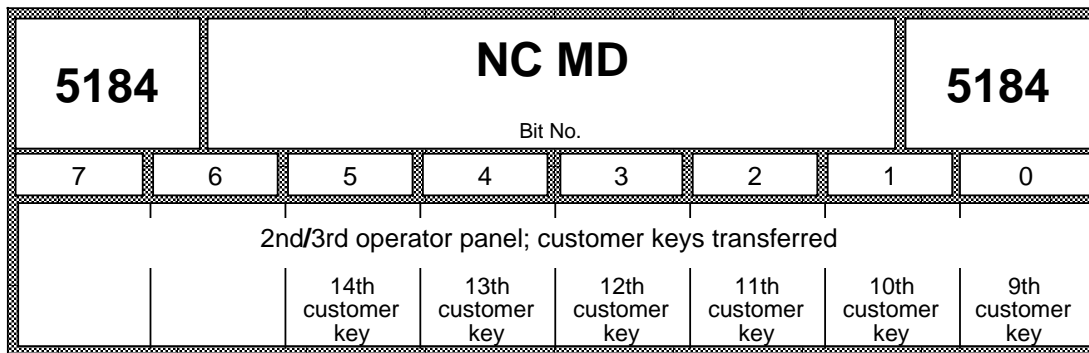 5184 NC MD 5184
Bit No.
7 6 5 4 3 2 1 0
2nd/3rd operator panel; customer keys transferred
14th 13th 12th 11th 10th 9th
customer customer customer customer customer customer
key key key key key key